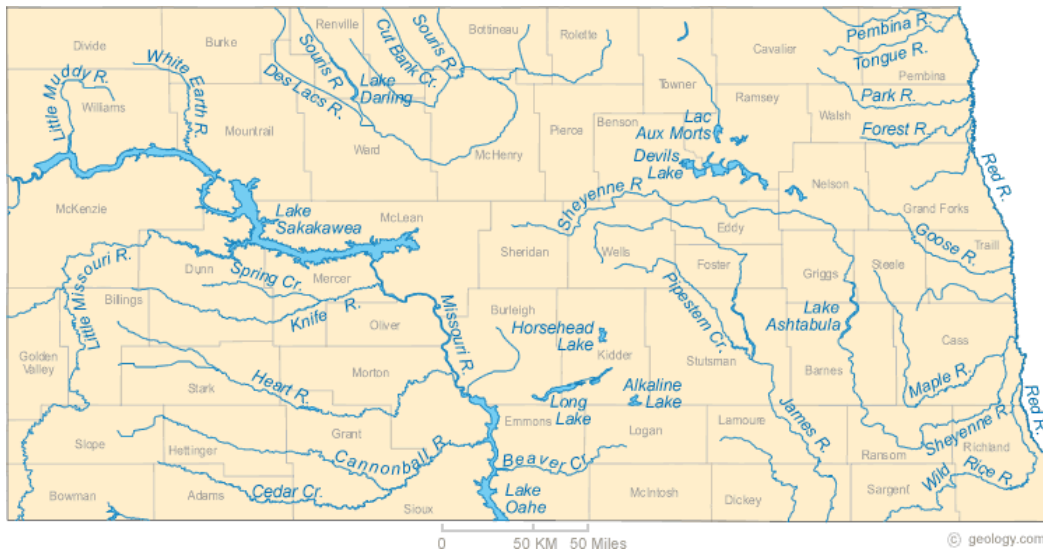 Divide
Burke
Renville
Bottineau
Rolette
Towner
Cavalier
Pembina R.
Tongue R.
Pembina
Little Muddy R.
Williams
White Earth R.
Mountrail
Souris R.
Cut Bank Cr.
Souris R.
Lake
Darling
Des Lacs R.
Ward
McHenry
Pierce
Benson
Ramsey
Lac
Aux Morts
Devils
Lake
Walsh
Park R.
Forest R.
Red R.
Nelson
Grand Forks
McKenzie
Lake
Sakakawea
McLean
Sheridan
Sheyenne R
Wells
Eddy
Foster
Griggs
Steele
Goose R.
Traill
Little Missouri R.
Dunn
Spring Cr.
Mercer
Billings
Knife R.
Oliver
Missouri R.
Burleigh
Horsehead
Lake
Kidder
Pipestem Cr.
Stutsman
Lake
Ashtabula
Barnes
Cass
Golden
Valley
Little Missouri R.
Stark
Heart R.
Morton
Long
Lake
Alkaline
Lake
Maple R.
Red R.
Slope
Hettinger
Grant
Cannonball R.
Emmons
Beaver Cr.
Logan
Lamoure
James R.
Ransom
Sheyenne R.
Richland
Bowman
Adams
Cedar Cr.
Sioux
Lake
Oahe
McIntosh
Dickey
Sargent
Wild Rice R.
0 50 KM 50 Miles
© geology.com